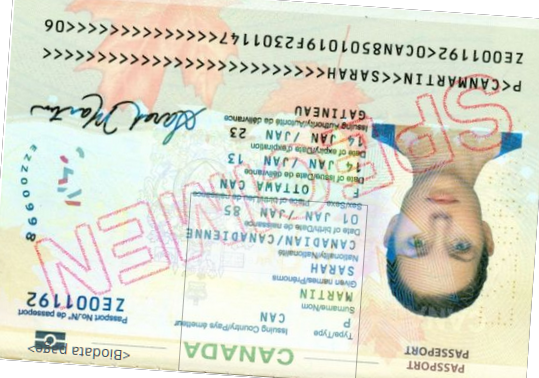 <Biodata page>
CANADA
PASSPORT
PASSEPORT
Type/Type
Issuing Country/Pays émetteur
Passport No./N° de passeport
P
CAN
ZE001192
Surname/Nom
MARTIN
Given names/Prénoms
SARAH
Nationality/Nationalité
CANADIAN/CANADIENNE
Date of birth/Date de naissance
01 JAN /JAN 85
Sex/Sexe
Place of birth/Lieu de naissance
F
OTTAWA CAN
Date of issue/Date de délivrance
14 JAN /JAN 13
Date of expiry/Date d'expiration
14 JAN /JAN 23
Issuing Authority/Autorité de délivrance
GATINEAU
SPECIMEN
Sarah Martin
P<CANMARTIN<<SARAH<<<<<<<<<<<<<<<<<<<<<<<<<<
ZE001192<0CAN8501019F2301147<<<<<<<<<<<<<<06